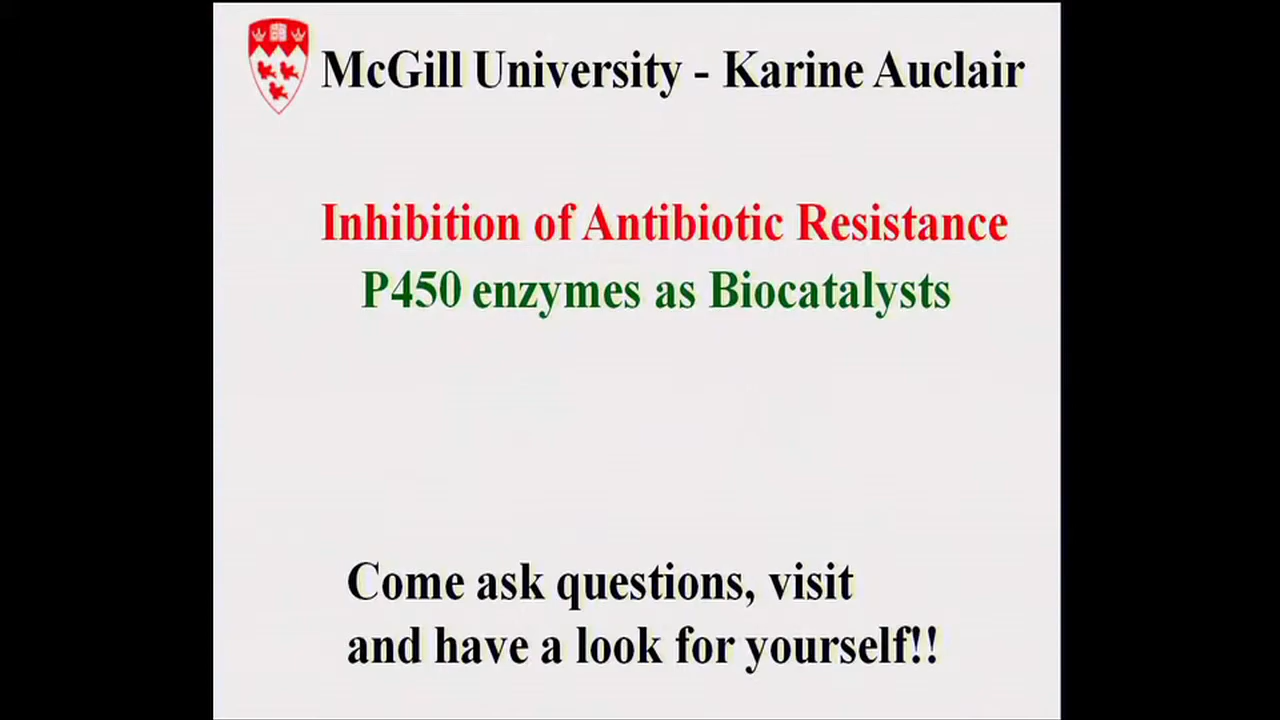 McGill University - Karine Auclair
Inhibition of Antibiotic Resistance
P450 enzymes as Biocatalysts
Come ask questions, visit
and have a look for yourself!!